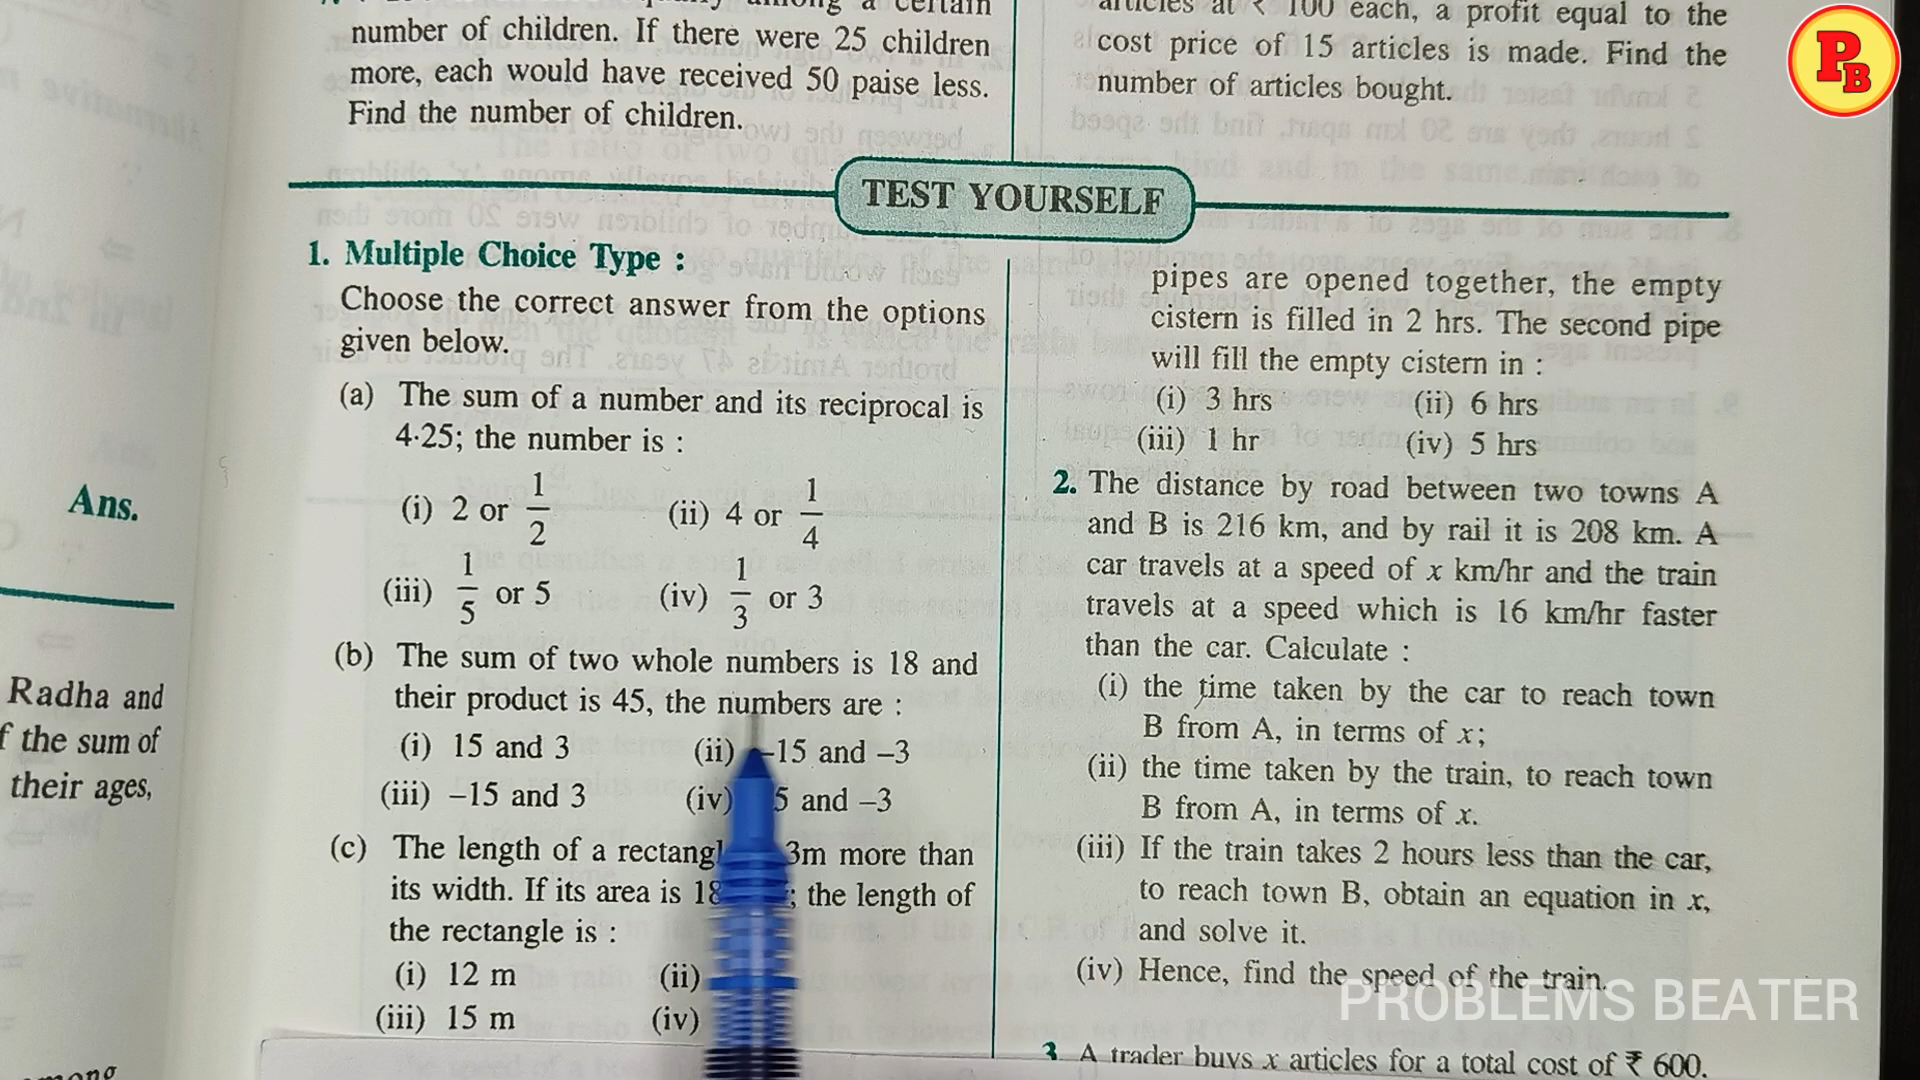 a certain
number of children. If there were 25 children
more, each would have received 50 paise less.
Find the number of children.
articles at ₹ 100 each, a profit equal to the
cost price of 15 articles is made. Find the
number of articles bought.
PB
TEST YOURSELF
1. Multiple Choice Type :
Choose the correct answer from the options
given below.
(a) The sum of a number and its reciprocal is
4·25; the number is :
(i) 2 or 1/2 (ii) 4 or 1/4
(iii) 1/5 or 5 (iv) 1/3 or 3
(b) The sum of two whole numbers is 18 and
their product is 45, the numbers are :
(i) 15 and 3 (ii) –15 and –3
(iii) –15 and 3 (iv) 5 and –3
(c) The length of a 3m more than
its width. If its area is ; the length of
the rectangle is :
(i) 12 m (ii)
(iii) 15 m (iv)
pipes are opened together, the empty
cistern is filled in 2 hrs. The second pipe
will fill the empty cistern in :
(i) 3 hrs (ii) 6 hrs
(iii) 1 hr (iv) 5 hrs
2. The distance by road between two towns A
and B is 216 km, and by rail it is 208 km. A
car travels at a speed of x km/hr and the train
travels at a speed which is 16 km/hr faster
than the car. Calculate :
(i) the time taken by the car to reach town
B from A, in terms of x;
(ii) the time taken by the train, to reach town
B from A, in terms of x.
(iii) If the train takes 2 hours less than the car,
to reach town B, obtain an equation in x,
and solve it.
(iv) Hence, find the speed of the train.
3. A trader buys x articles for a total cost of ₹ 600.
PROBLEMS BEATER
Ans.
Radha and
f the sum of
their ages,